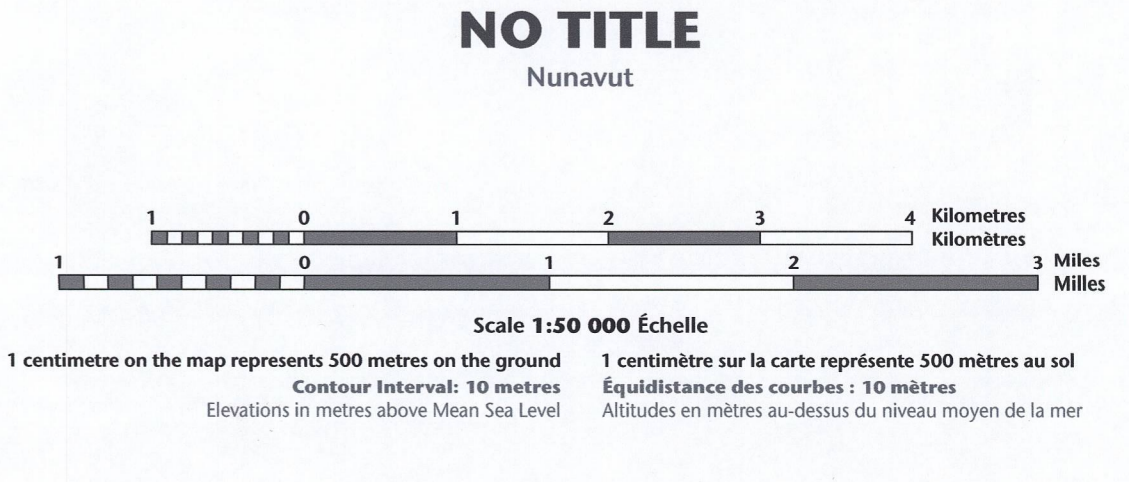 NO TITLE
Nunavut
1 0 1 2 3 4 Kilometres
Kilomètres
1 0 1 2 3 Miles
Milles
Scale 1:50 000 Échelle
1 centimetre on the map represents 500 metres on the ground
1 centimètre sur la carte représente 500 mètres au sol
Contour Interval: 10 metres
Équidistance des courbes : 10 mètres
Elevations in metres above Mean Sea Level
Altitudes en mètres au-dessus du niveau moyen de la mer